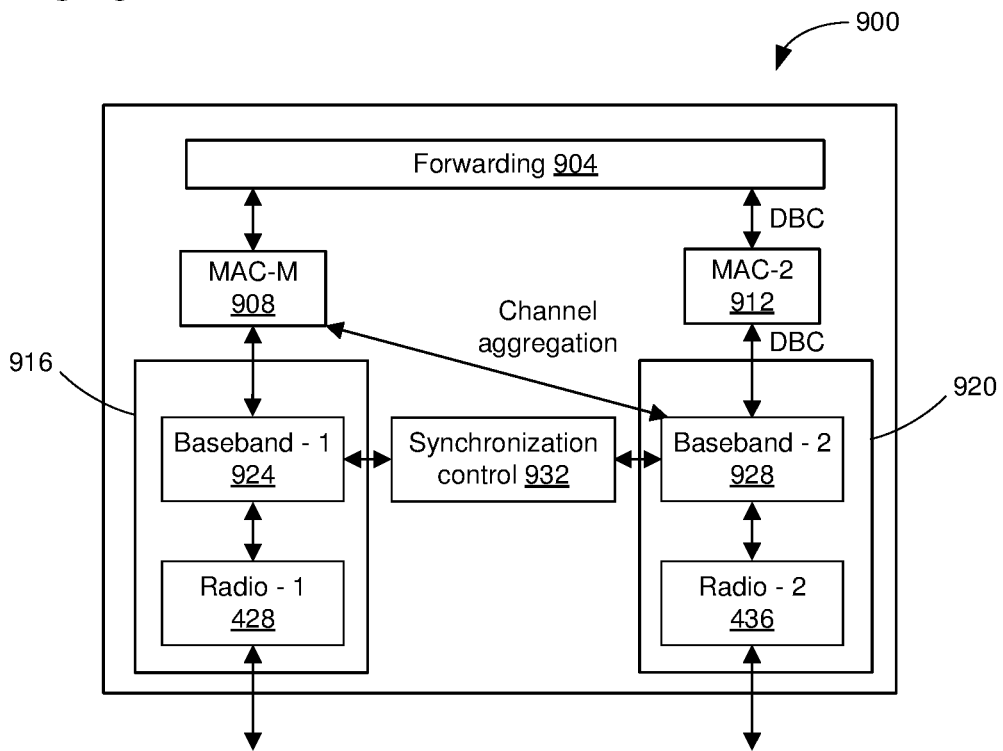 900
Forwarding 904
DBC
MAC-M
908
MAC-2
912
Channel
aggregation
DBC
916
920
Baseband - 1
924
Synchronization
control 932
Baseband - 2
928
Radio - 1
428
Radio - 2
436